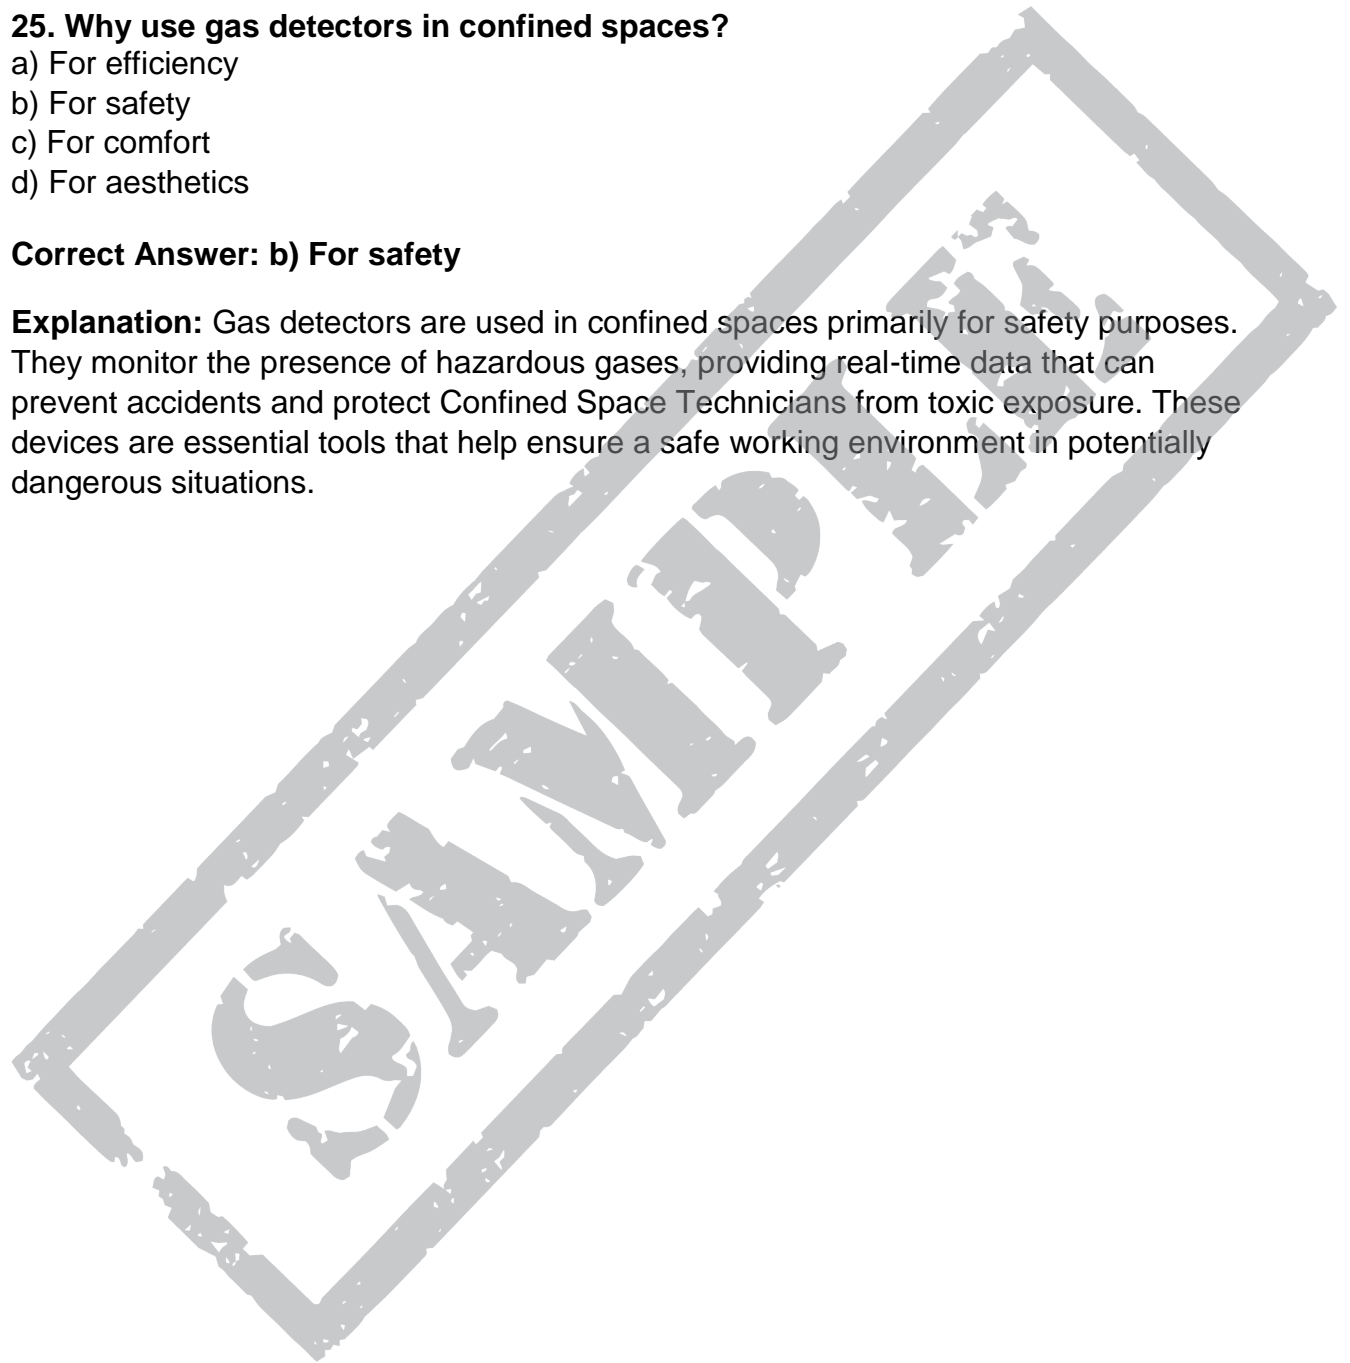 25. Why use gas detectors in confined spaces?
a) For efficiency
b) For safety
c) For comfort
d) For aesthetics
Correct Answer: b) For safety
Explanation: Gas detectors are used in confined spaces primarily for safety purposes.
They monitor the presence of hazardous gases, providing real-time data that can
prevent accidents and protect Confined Space Technicians from toxic exposure. These
devices are essential tools that help ensure a safe working environment in potentially
dangerous situations.
SAMPLE